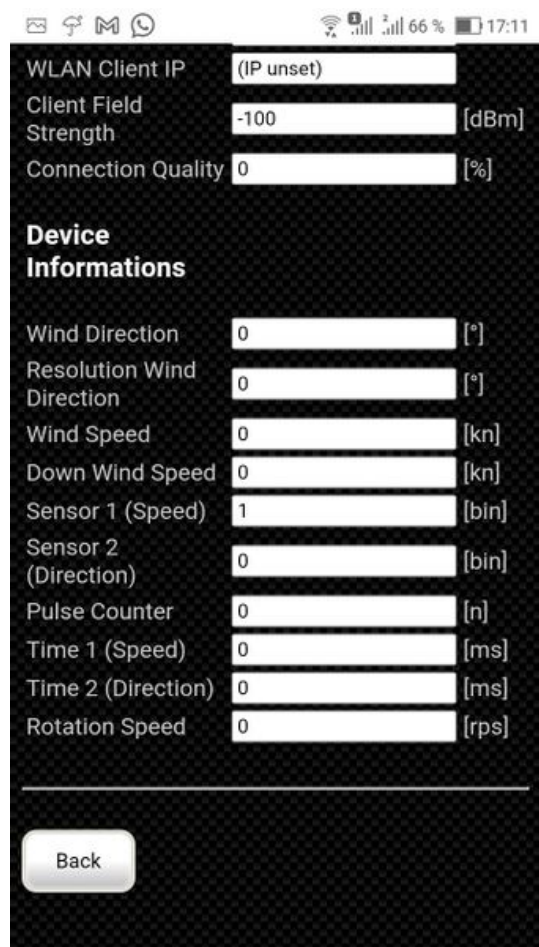 66 % 17:11
WLAN Client IP (IP unset)
Client Field
Strength -100 [dBm]
Connection Quality 0 [%]
Device
Informations
Wind Direction 0 [°]
Resolution Wind
Direction 0 [°]
Wind Speed 0 [kn]
Down Wind Speed 0 [kn]
Sensor 1 (Speed) 1 [bin]
Sensor 2
(Direction) 0 [bin]
Pulse Counter 0 [n]
Time 1 (Speed) 0 [ms]
Time 2 (Direction) 0 [ms]
Rotation Speed 0 [rps]
Back